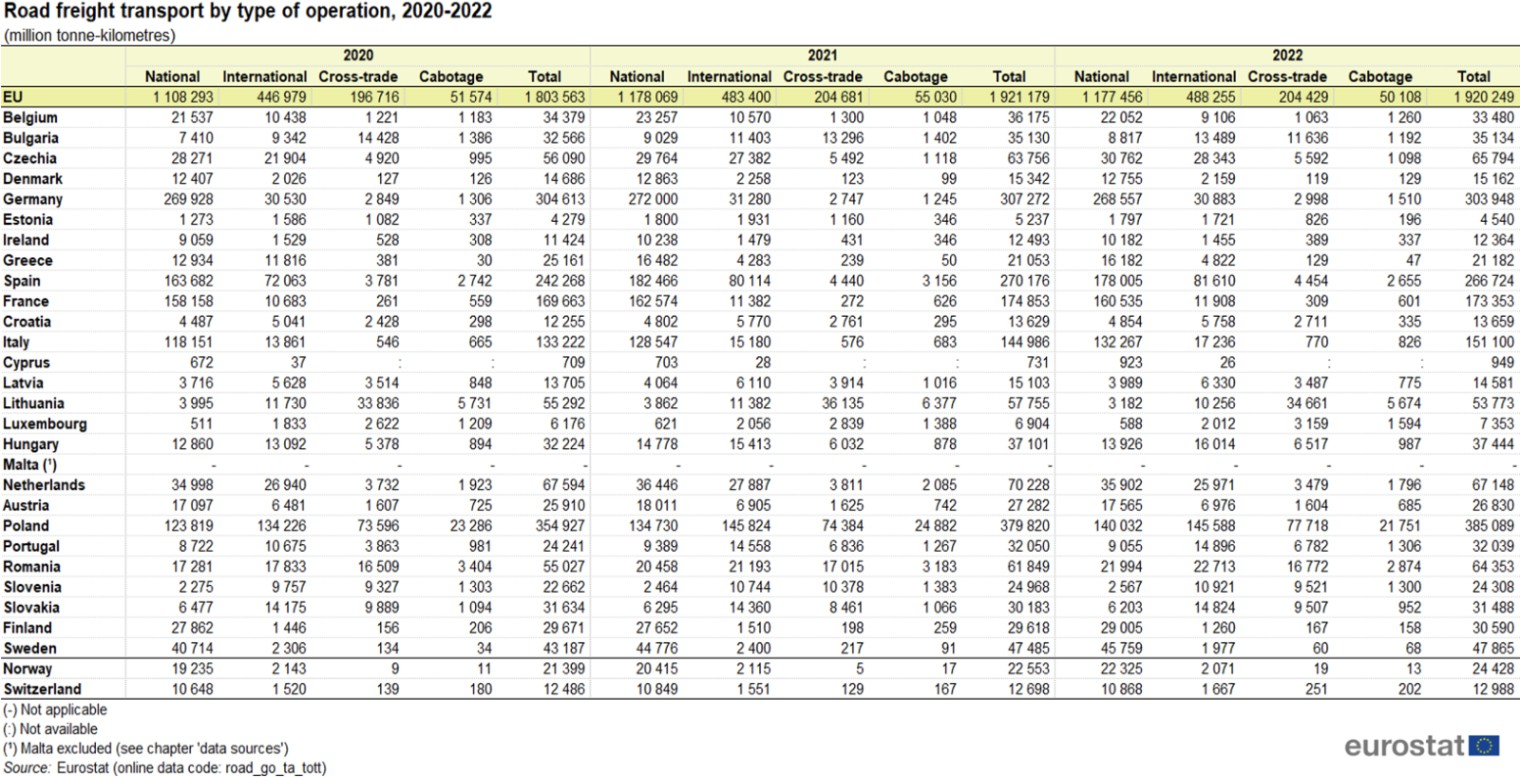 Road freight transport by type of operation, 2020-2022
(million tonne-kilometres)
2020 2021 2022
National International Cross-trade Cabotage Total National International Cross-trade Cabotage Total National International Cross-trade Cabotage Total
EU 1 108 293 446 979 196 716 51 574 1 803 563 1 178 069 483 400 204 681 55 030 1 921 179 1 177 456 488 255 204 429 50 108 1 920 249
Belgium 21 537 10 438 1 221 1 183 34 379 23 257 10 570 1 300 1 048 36 175 22 052 9 106 1 063 1 260 33 480
Bulgaria 7 410 9 342 14 428 1 386 32 566 9 029 11 403 13 296 1 402 35 130 8 817 13 489 11 636 1 192 35 134
Czechia 28 271 21 904 4 920 995 56 090 29 764 27 382 5 492 1 118 63 756 30 762 28 343 5 592 1 098 65 794
Denmark 12 407 2 026 127 126 14 686 12 863 2 258 123 99 15 342 12 755 2 159 119 129 15 162
Germany 269 928 30 530 2 849 1 306 304 613 272 000 31 280 2 747 1 245 307 272 268 557 30 883 2 998 1 510 303 948
Estonia 1 273 1 586 1 082 337 4 279 1 800 1 931 1 160 346 5 237 1 797 1 721 826 196 4 540
Ireland 9 059 1 529 528 308 11 424 10 238 1 479 431 346 12 493 10 182 1 455 389 337 12 364
Greece 12 934 11 816 381 30 25 161 16 482 4 283 239 50 21 053 16 182 4 822 129 47 21 182
Spain 163 682 72 063 3 781 2 742 242 268 182 466 80 114 4 440 3 156 270 176 178 005 81 610 4 454 2 655 266 724
France 158 158 10 683 261 559 169 663 162 574 11 382 272 626 174 853 160 535 11 908 309 601 173 353
Croatia 4 487 5 041 2 428 298 12 255 4 802 5 770 2 761 295 13 629 4 854 5 758 2 711 335 13 659
Italy 118 151 13 861 546 665 133 222 128 547 15 180 576 683 144 986 132 267 17 236 770 826 151 100
Cyprus 672 37 : : 709 703 28 : : 731 923 26 : : 949
Latvia 3 716 5 628 3 514 848 13 705 4 064 6 110 3 914 1 016 15 103 3 989 6 330 3 487 775 14 581
Lithuania 3 995 11 730 33 836 5 731 55 292 3 862 11 382 36 135 6 377 57 755 3 182 10 256 34 661 5 674 53 773
Luxembourg 511 1 833 2 622 1 209 6 176 621 2 056 2 839 1 388 6 904 588 2 012 3 159 1 594 7 353
Hungary 12 860 13 092 5 378 894 32 224 14 778 15 413 6 032 878 37 101 13 926 16 014 6 517 987 37 444
Malta (¹) - - - - - - - - - - - - - - -
Netherlands 34 998 26 940 3 732 1 923 67 594 36 446 27 887 3 811 2 085 70 228 35 902 25 971 3 479 1 796 67 148
Austria 17 097 6 481 1 607 725 25 910 18 011 6 905 1 625 742 27 282 17 565 6 976 1 604 685 26 830
Poland 123 819 134 226 73 596 23 286 354 927 134 730 145 824 74 384 24 882 379 820 140 032 145 588 77 718 21 751 385 089
Portugal 8 722 10 675 3 863 981 24 241 9 389 14 558 6 836 1 267 32 050 9 055 14 896 6 782 1 306 32 039
Romania 17 281 17 833 16 509 3 404 55 027 20 458 21 193 17 015 3 183 61 849 21 994 22 713 16 772 2 874 64 353
Slovenia 2 275 9 757 9 327 1 303 22 662 2 464 10 744 10 378 1 383 24 968 2 567 10 921 9 521 1 300 24 308
Slovakia 6 477 14 175 9 889 1 094 31 634 6 295 14 360 8 461 1 066 30 183 6 203 14 824 9 507 952 31 488
Finland 27 862 1 446 156 206 29 671 27 652 1 510 198 259 29 618 29 005 1 260 167 158 30 590
Sweden 40 714 2 306 134 34 43 187 44 776 2 400 217 91 47 485 45 759 1 977 60 68 47 865
Norway 19 235 2 143 9 11 21 399 20 415 2 115 5 17 22 553 22 325 2 071 19 13 24 428
Switzerland 10 648 1 520 139 180 12 486 10 849 1 551 129 167 12 698 10 868 1 667 251 202 12 988
(-) Not applicable
(:) Not available
(¹) Malta excluded (see chapter 'data sources')
Source: Eurostat (online data code: road_go_ta_tott)
eurostat